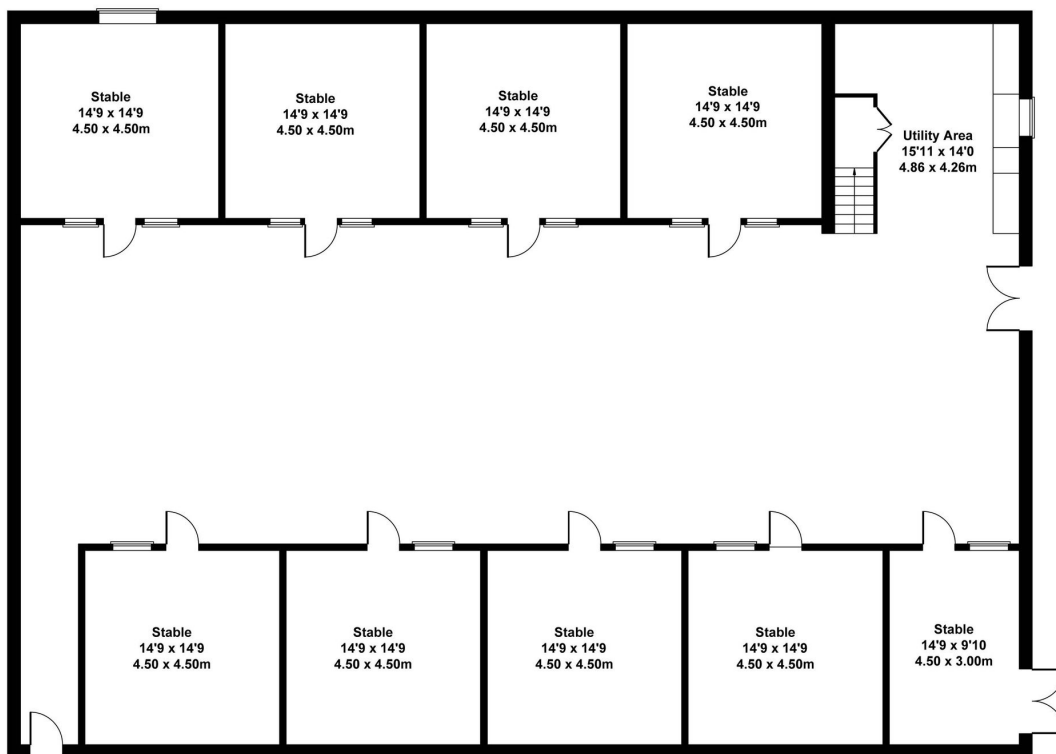 Stable
14'9 x 14'9
4.50 x 4.50m
Stable
14'9 x 14'9
4.50 x 4.50m
Stable
14'9 x 14'9
4.50 x 4.50m
Stable
14'9 x 14'9
4.50 x 4.50m
Utility Area
15'11 x 14'0
4.86 x 4.26m
Stable
14'9 x 14'9
4.50 x 4.50m
Stable
14'9 x 14'9
4.50 x 4.50m
Stable
14'9 x 14'9
4.50 x 4.50m
Stable
14'9 x 14'9
4.50 x 4.50m
Stable
14'9 x 9'10
4.50 x 3.00m